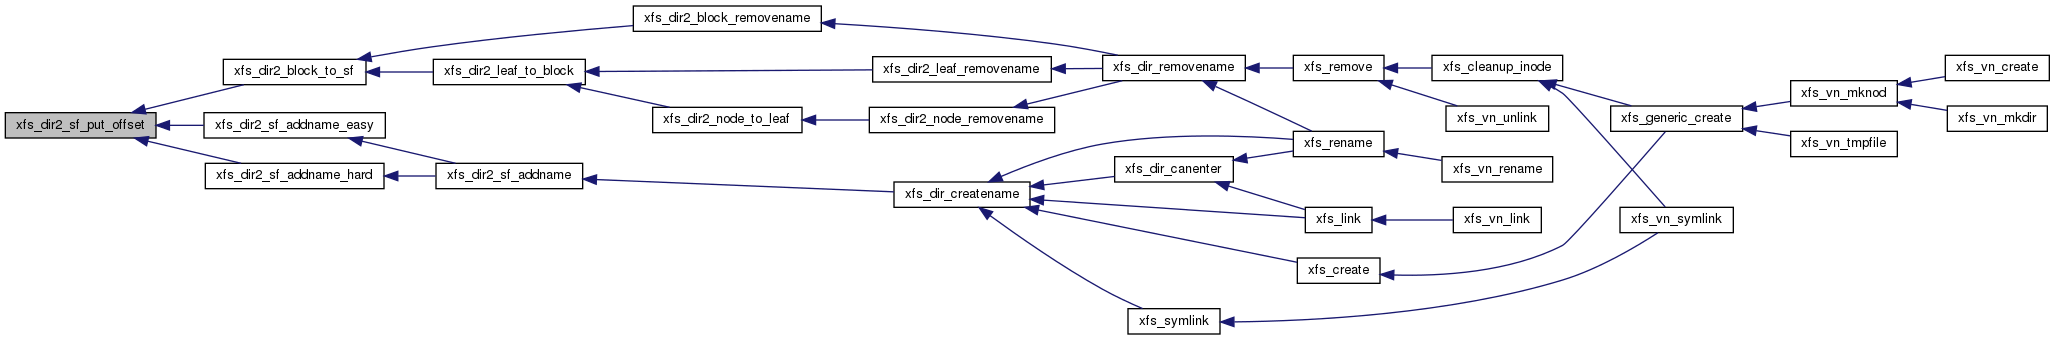 xfs_dir2_block_removename
xfs_dir2_block_to_sf
xfs_dir2_leaf_to_block
xfs_dir2_leaf_removename
xfs_dir_removename
xfs_remove
xfs_cleanup_inode
xfs_vn_create
xfs_vn_mknod
xfs_dir2_sf_put_offset
xfs_dir2_sf_addname_easy
xfs_dir2_node_to_leaf
xfs_dir2_node_removename
xfs_vn_unlink
xfs_generic_create
xfs_vn_mkdir
xfs_rename
xfs_vn_tmpfile
xfs_dir2_sf_addname_hard
xfs_dir2_sf_addname
xfs_dir_canenter
xfs_vn_rename
xfs_dir_createname
xfs_link
xfs_vn_link
xfs_vn_symlink
xfs_create
xfs_symlink